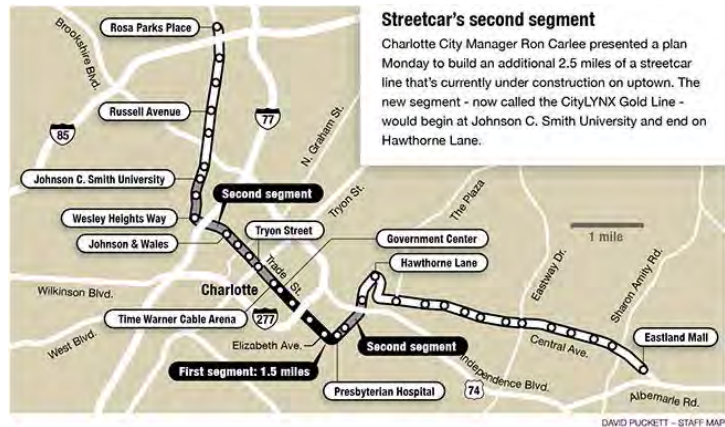 Streetcar's second segment
Charlotte City Manager Ron Carlee presented a plan
Monday to build an additional 2.5 miles of a streetcar
line that's currently under construction on uptown. The
new segment - now called the CityLYNX Gold Line -
would begin at Johnson C. Smith University and end on
Hawthorne Lane.
Rosa Parks Place
Brookshire Blvd.
Russell Avenue
77
85
N. Graham St.
Johnson C. Smith University
Second segment
Tryon St.
The Plaza
Wesley Heights Way
Tryon Street
1 mile
Johnson & Wales
Government Center
Trade St.
Hawthorne Lane
Eastway Dr.
Sharon Amity Rd.
Wilkinson Blvd.
Charlotte
Time Warner Cable Arena
277
West Blvd.
Elizabeth Ave.
Second segment
Central Ave.
Eastland Mall
First segment: 1.5 miles
Independence Blvd.
Presbyterian Hospital
74
Albemarle Rd.
DAVID PUCKETT – STAFF MAP